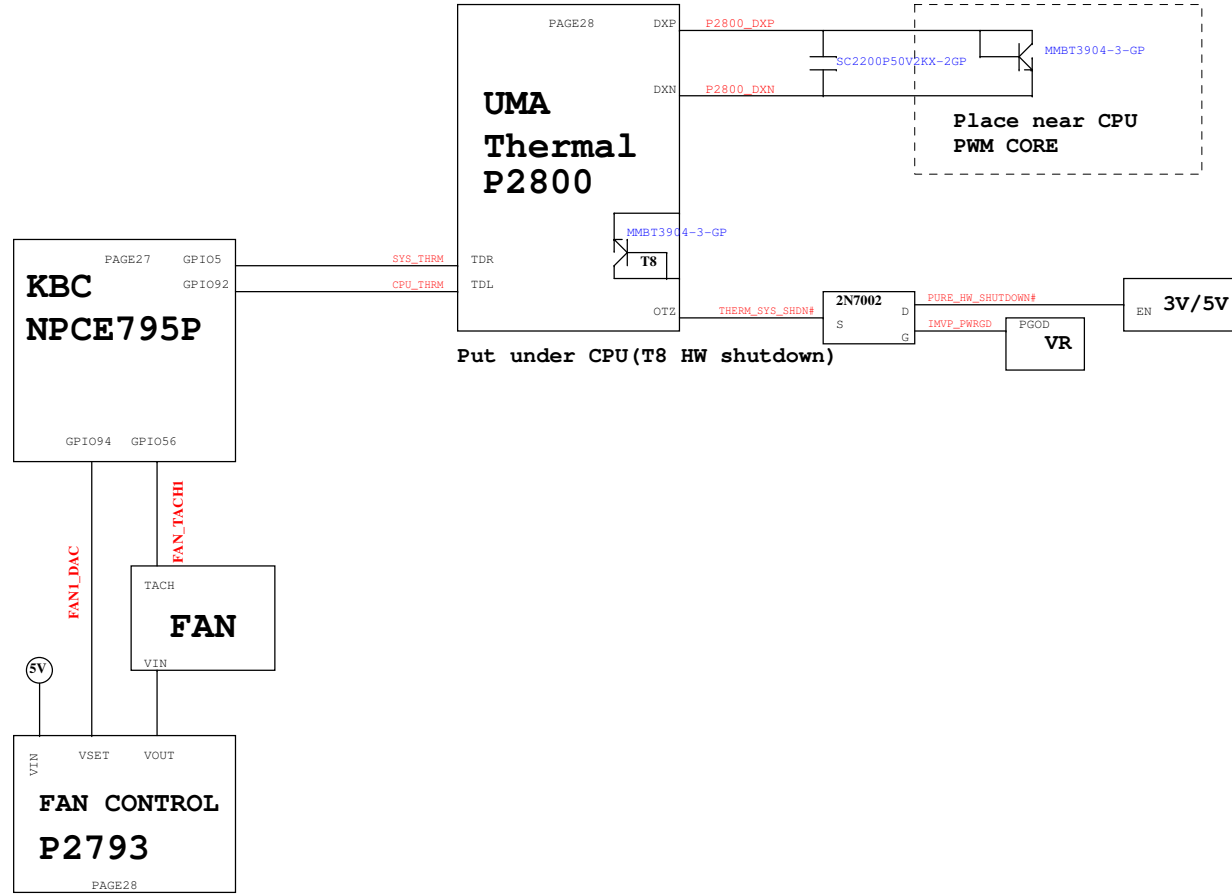 PAGE28
DXP
P2800_DXP
MMBT3904-3-GP
SC2200P50V2KX-2GP
DXN
P2800_DXN
UMA
Thermal
P2800
Place near CPU
PWM CORE
MMBT3904-3-GP
T8
PAGE27
GPIO5
SYS_THRM
TDR
KBC
GPIO92
CPU_THRM
TDL
NPCE795P
OTZ
THERM_SYS_SHDN#
2N7002
S
D
G
PURE_HW_SHUTDOWN#
IMVP_PWRGD
PGOD
VR
EN
3V/5V
Put under CPU(T8 HW shutdown)
GPIO94
GPIO56
FAN1_DAC
FAN_TACH1
TACH
FAN
VIN
5V
VIN
VSET
VOUT
FAN CONTROL
P2793
PAGE28